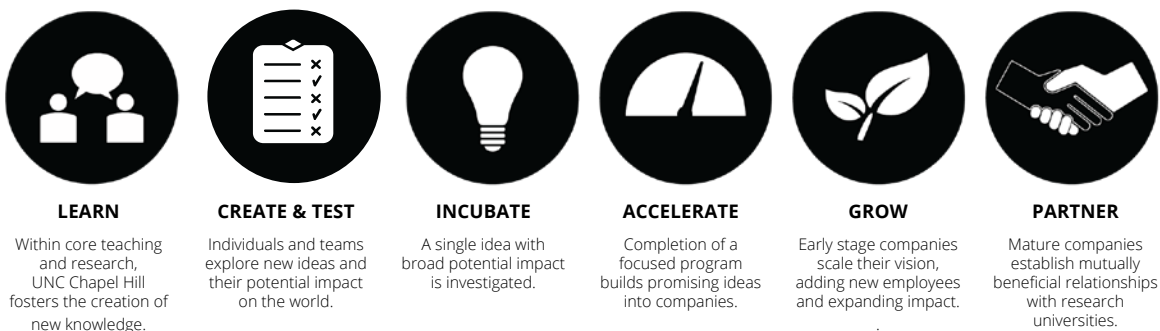 LEARN
Within core teaching
and research,
UNC Chapel Hill
fosters the creation of
new knowledge.
CREATE & TEST
Individuals and teams
explore new ideas and
their potential impact
on the world.
INCUBATE
A single idea with
broad potential impact
is investigated.
ACCELERATE
Completion of a
focused program
builds promising ideas
into companies.
GROW
Early stage companies
scale their vision,
adding new employees
and expanding impact.
PARTNER
Mature companies
establish mutually
beneficial relationships
with research
universities.